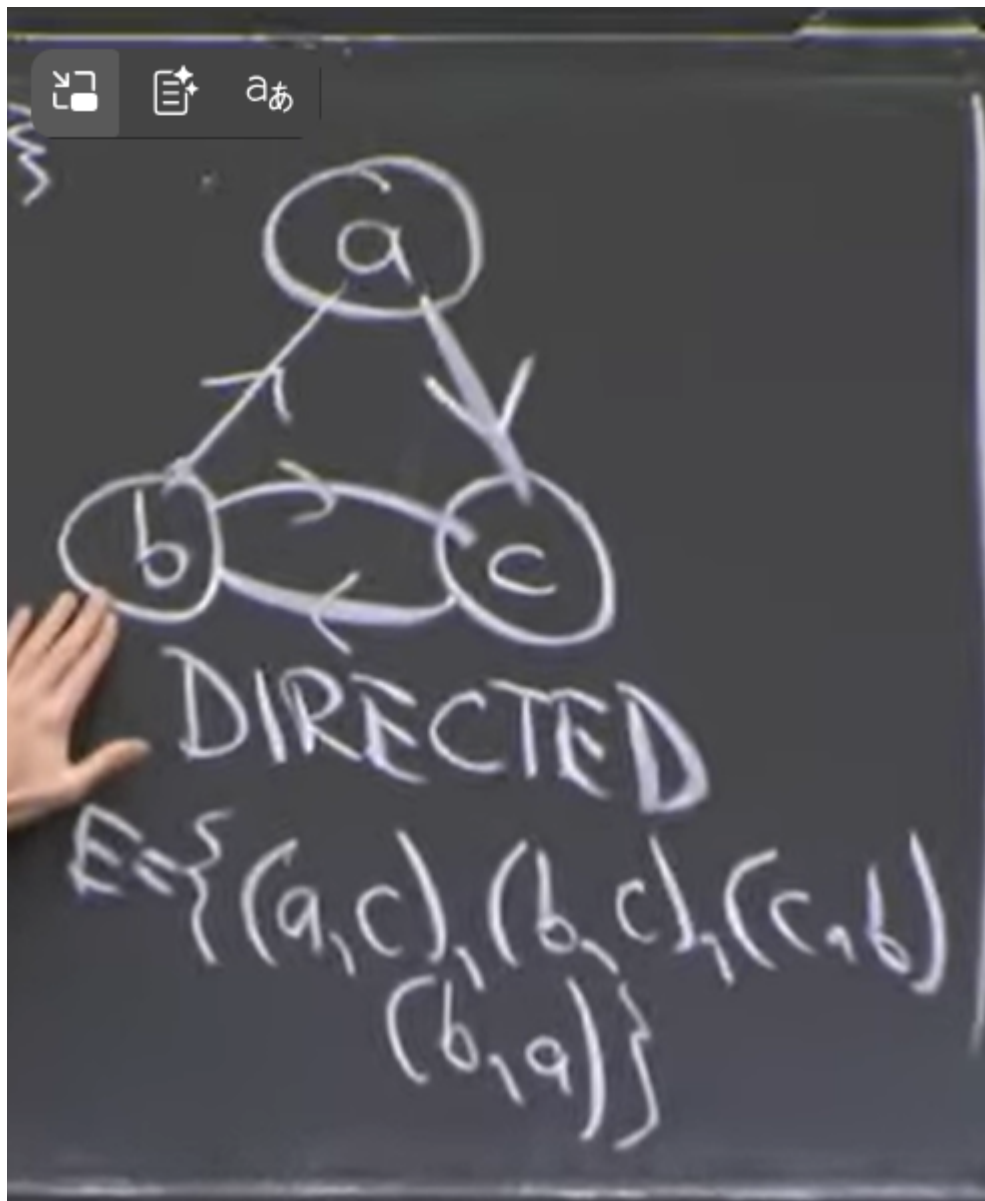 }
a
b
c
DIRECTED
E={(a,c),(b,c),(c,b)
(b,a)}